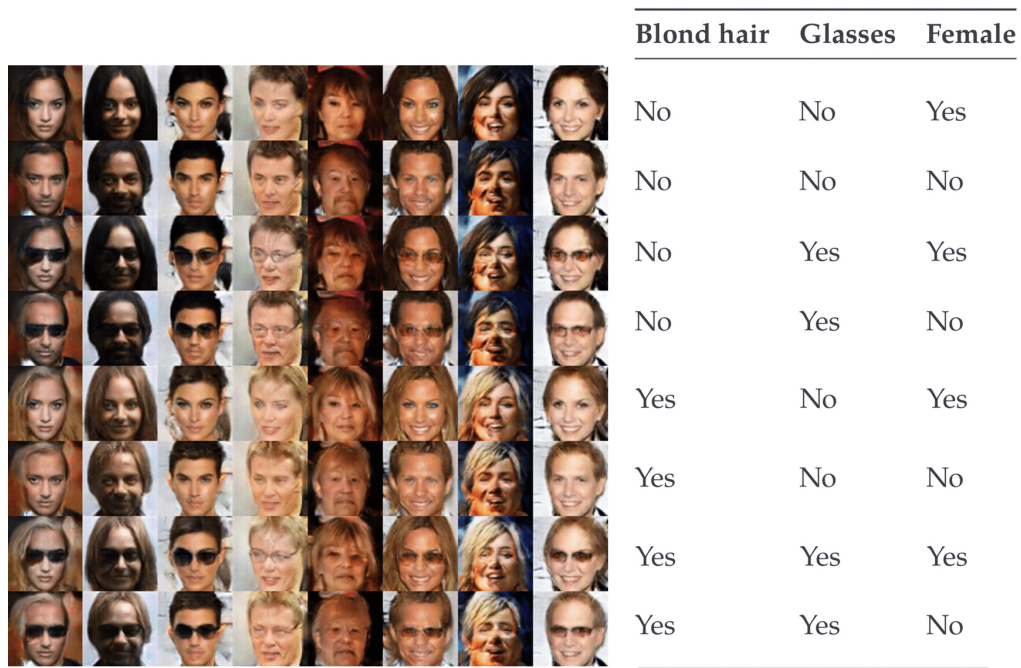 Blond hair Glasses Female
No No Yes
No No No
No Yes Yes
No Yes No
Yes No Yes
Yes No No
Yes Yes Yes
Yes Yes No